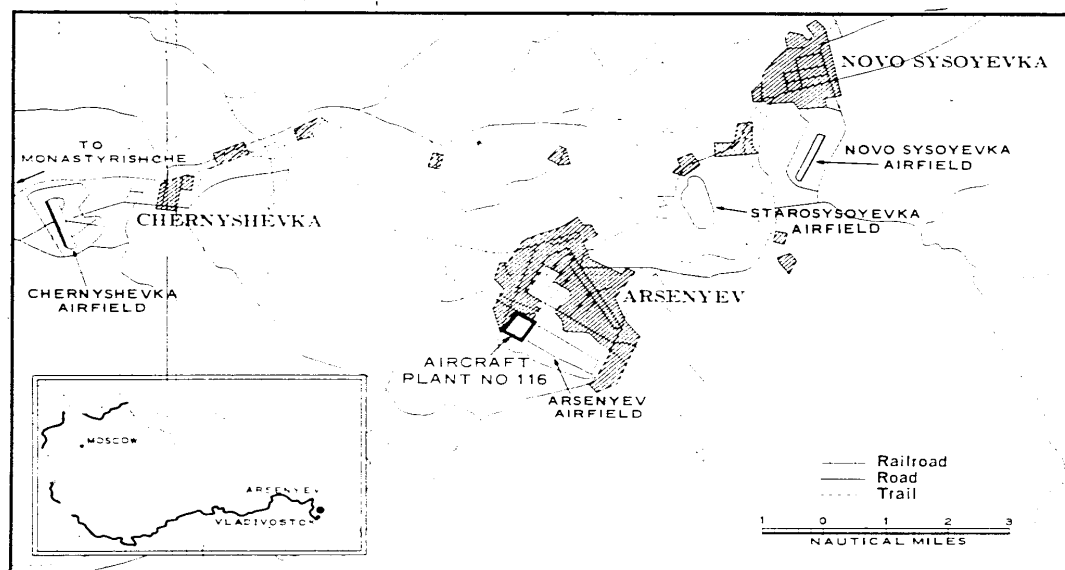 NOVO SYSOYEVKA
TO
MONASTYRISHCHE
NOVO SYSOYEVKA
AIRFIELD
CHERNYSHEVKA
STAROSYSOYEVKA
AIRFIELD
CHERNYSHEVKA
AIRFIELD
ARSENYEV
AIRCRAFT
PLANT NO 116
ARSENYEV
AIRFIELD
MOSCOW
ARSENYEV
VLADIVOSTOK
Railroad
Road
Trail
1 0 1 2 3
NAUTICAL MILES